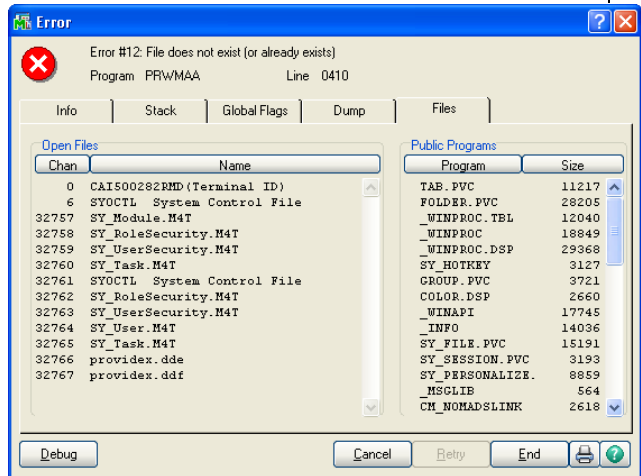 Error
Error #12: File does not exist (or already exists)
Program PRWMAA Line 0410
Info Stack Global Flags Dump Files
Open Files
Chan Name
0 CAI500282RMD(Terminal ID)
6 SYOCTL System Control File
32757 SY_Module.M4T
32758 SY_RoleSecurity.M4T
32759 SY_UserSecurity.M4T
32760 SY_Task.M4T
32761 SYOCTL System Control File
32762 SY_RoleSecurity.M4T
32763 SY_UserSecurity.M4T
32764 SY_User.M4T
32765 SY_Task.M4T
32766 providex.dde
32767 providex.ddf
Public Programs
Program Size
TAB.PVC 11217
FOLDER.PVC 28205
_WINPROC.TBL 12040
_WINPROC 18849
_WINPROC.DSP 29368
SY_HOTKEY 3127
GROUP.PVC 3721
COLOR.DSP 2660
_WINAPI 17745
_INFO 14036
SY_FILE.PVC 15191
SY_SESSION.PVC 3193
SY_PERSONALIZE. 8859
_MSGLIB 564
CM_NOMADSLINK 2618
Debug Cancel Retry End